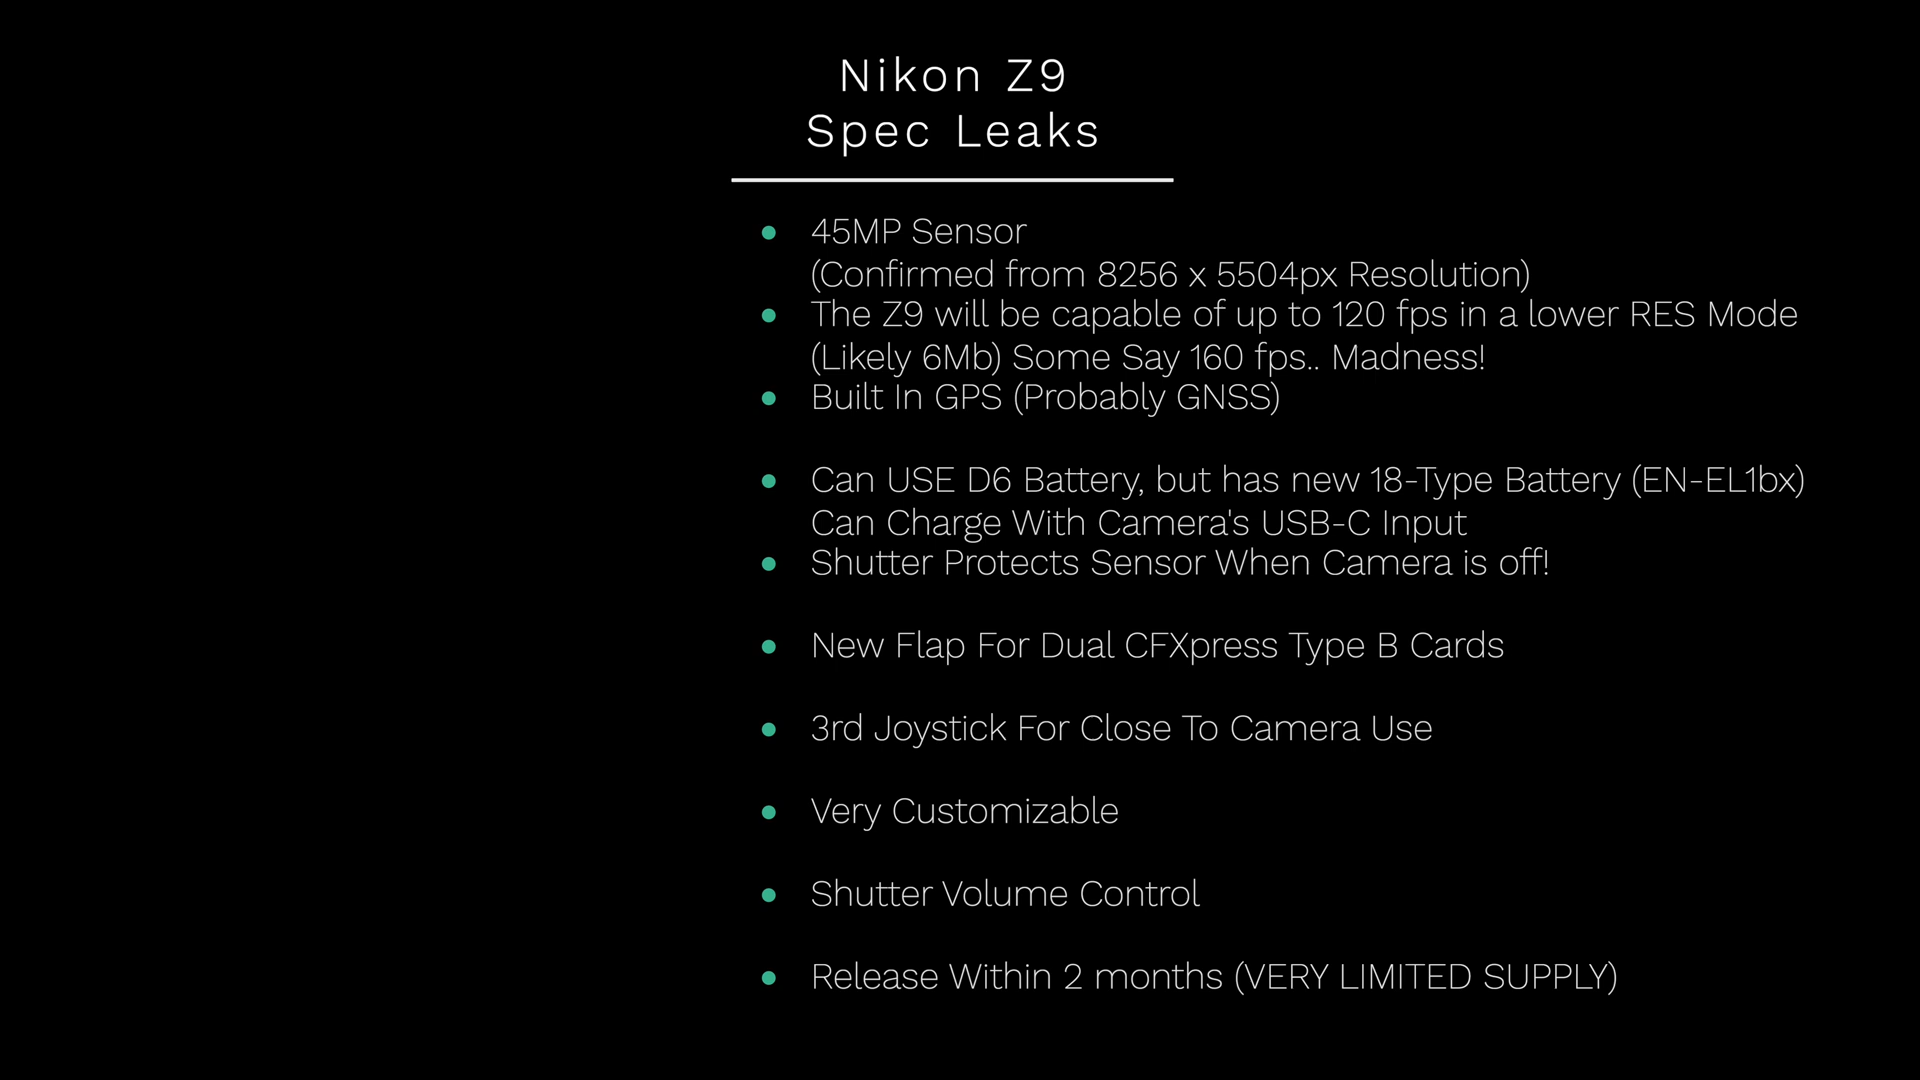 Nikon Z9
Spec Leaks
45MP Sensor
(Confirmed from 8256 x 5504px Resolution)
The Z9 will be capable of up to 120 fps in a lower RES Mode
(Likely 6Mb) Some Say 160 fps.. Madness!
Built In GPS (Probably GNSS)
Can USE D6 Battery, but has new 18-Type Battery (EN-EL1bx)
Can Charge With Camera's USB-C Input
Shutter Protects Sensor When Camera is off!
New Flap For Dual CFXpress Type B Cards
3rd Joystick For Close To Camera Use
Very Customizable
Shutter Volume Control
Release Within 2 months (VERY LIMITED SUPPLY)